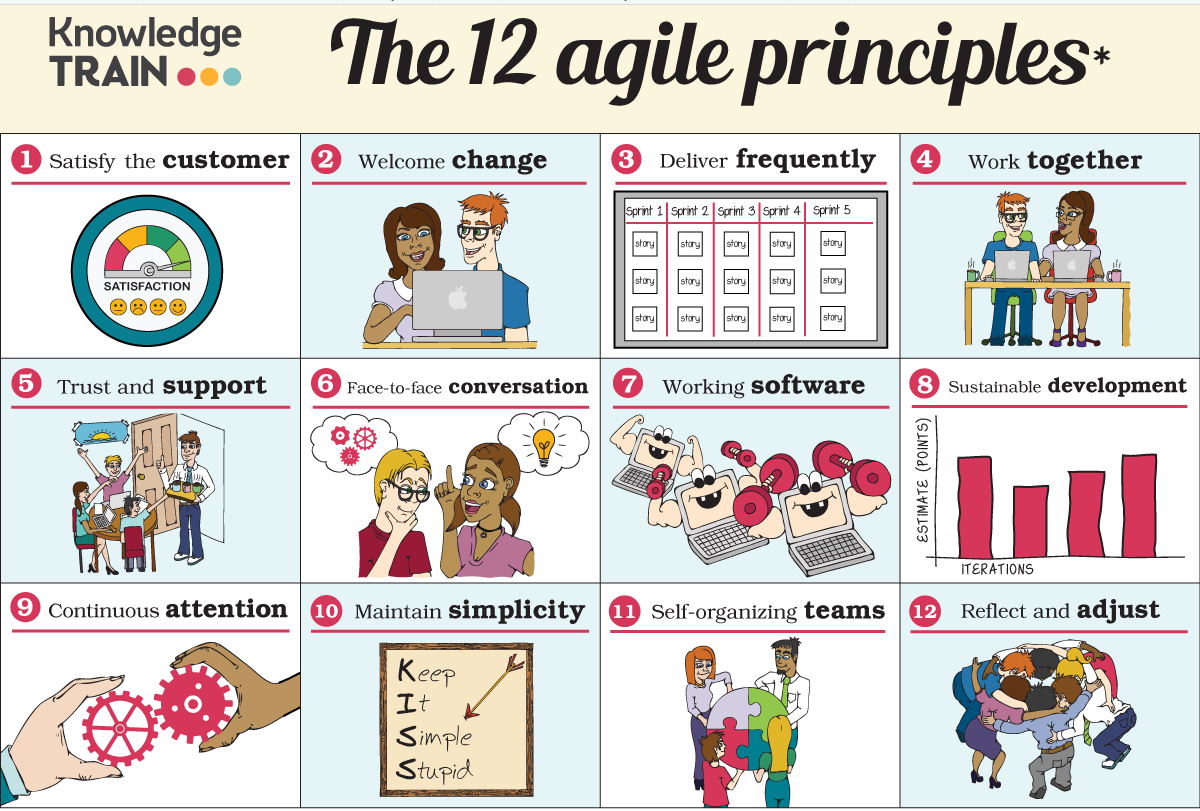 Knowledge
TRAIN
The 12 agile principles*
1 Satisfy the customer
SATISFACTION
2 Welcome change
3 Deliver frequently
Sprint 1 Sprint 2 Sprint 3 Sprint 4 Sprint 5
story story story story story
story story story story story
story story story story story
4 Work together
5 Trust and support
6 Face-to-face conversation
7 Working software
8 Sustainable development
ESTIMATE (POINTS)
ITERATIONS
9 Continuous attention
10 Maintain simplicity
Keep
It
Simple
Stupid
11 Self-organizing teams
12 Reflect and adjust